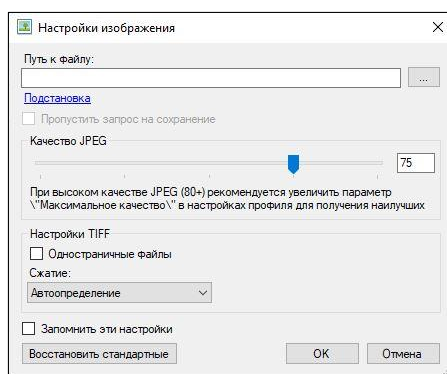 Настройки изображения
Путь к файлу:
...
Подстановка
Пропустить запрос на сохранение
Качество JPEG
75
При высоком качестве JPEG (80+) рекомендуется увеличить параметр
\"Максимальное качество\" в настройках профиля для получения наилучших
Настройки TIFF
Одностраничные файлы
Сжатие:
Автоопределение
Запомнить эти настройки
Восстановить стандартные
OK
Отмена